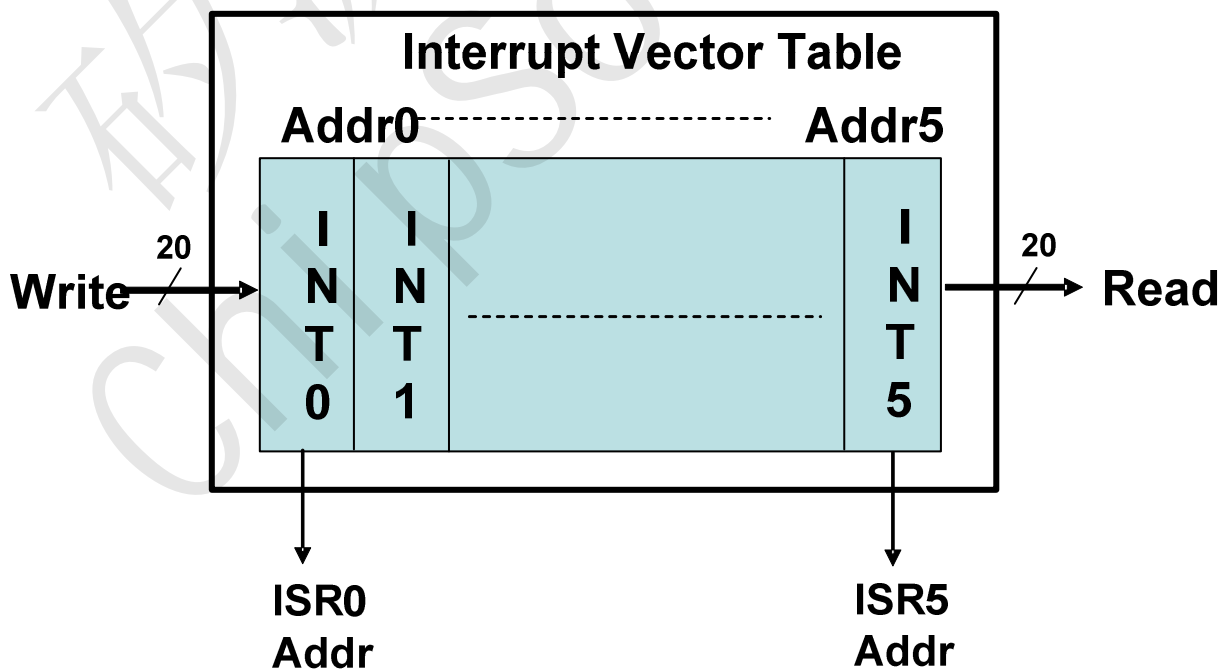 Interrupt Vector Table
Addr0
Addr5
I
N
T
0
I
N
T
1
I
N
T
5
20
Write
20
Read
ISR0
Addr
ISR5
Addr